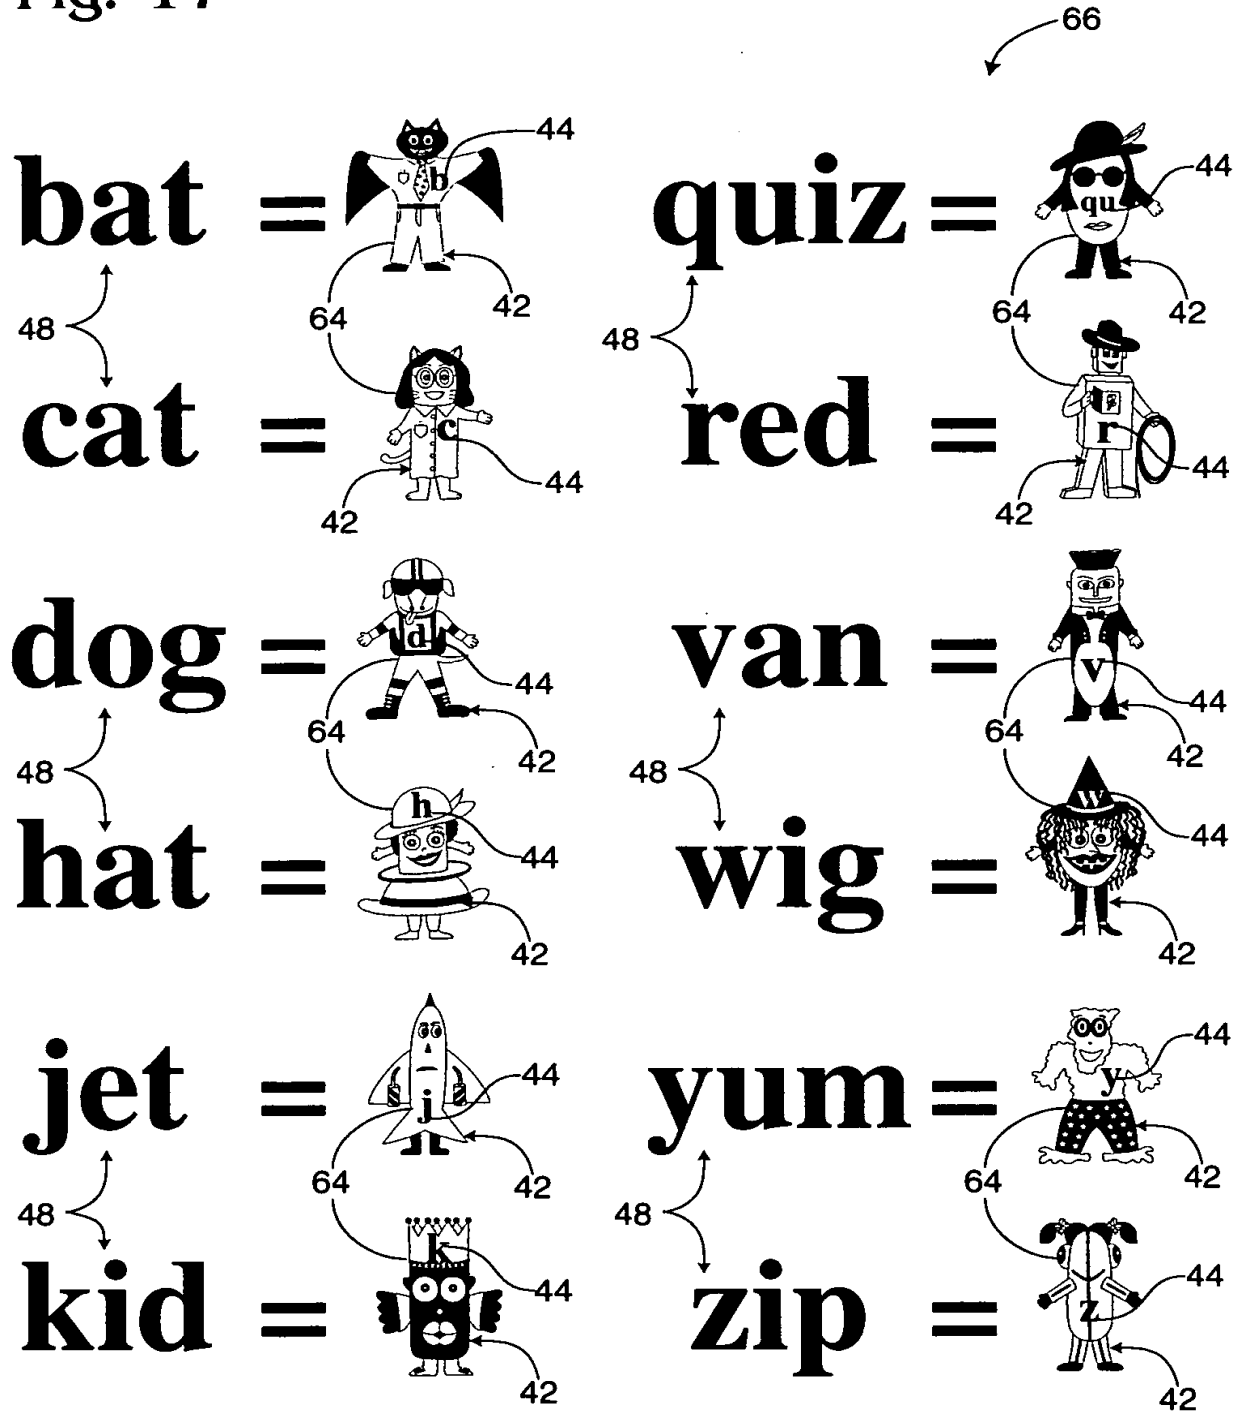 Fig. 17
66
44
bat = b
42
64
48
cat = c
44
42
dog = d
44
42
64
48
hat = h
44
42
jet = j
44
42
64
48
kid = k
44
42
44
quiz = qu
42
64
48
red = r
44
42
van = v
44
42
64
48
wig = w
44
42
44
yum = y
42
64
48
zip = z
44
42